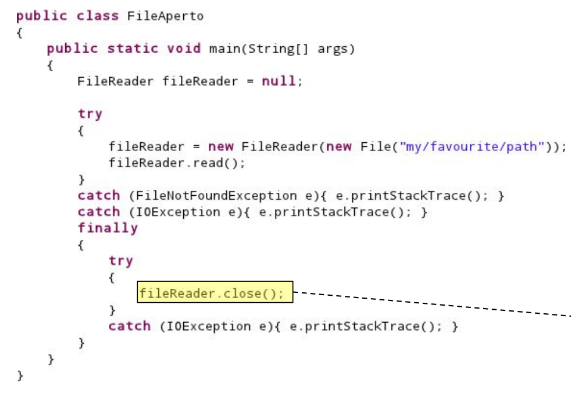 public class FileAperto
{
    public static void main(String[] args)
    {
        FileReader fileReader = null;

        try
        {
            fileReader = new FileReader(new File("my/favourite/path"));
            fileReader.read();
        }
        catch (FileNotFoundException e){ e.printStackTrace(); }
        catch (IOException e){ e.printStackTrace(); }
        finally
        {
            try
            {
                fileReader.close();
            }
            catch (IOException e){ e.printStackTrace(); }
        }
    }
}